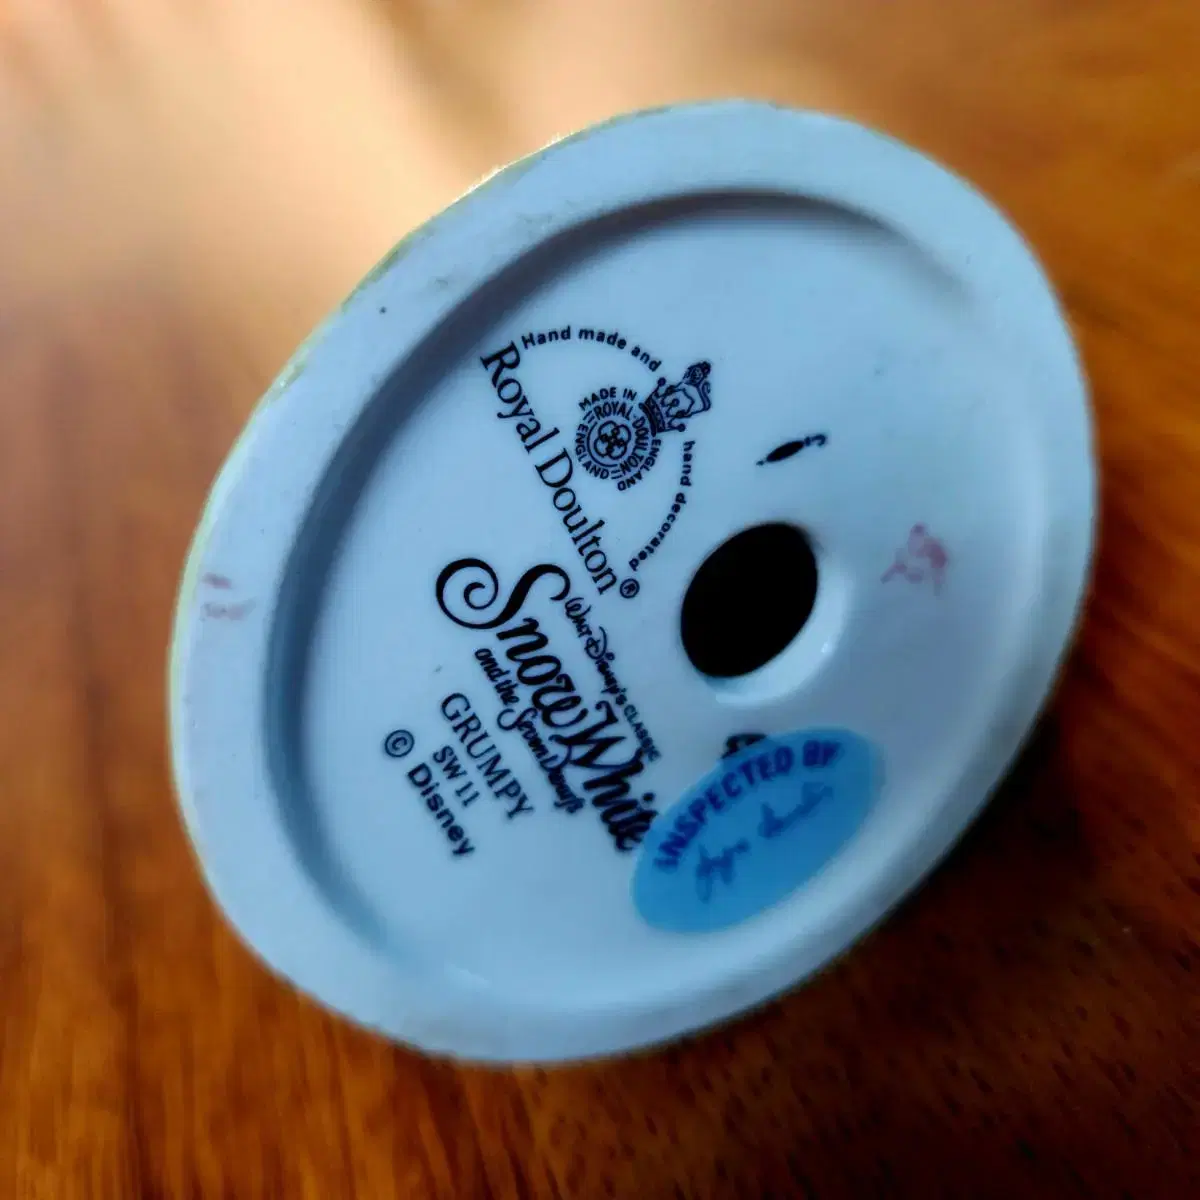 Hand made and
hand decorated
MADE IN
ENGLAND
ROYAL·DOULTON
ENGLAND
Royal Doulton®
Walt Disney's CLASSIC
Snow White
and the Seven Dwarfs
GRUMPY
SW 11
© Disney
INSPECTED BY